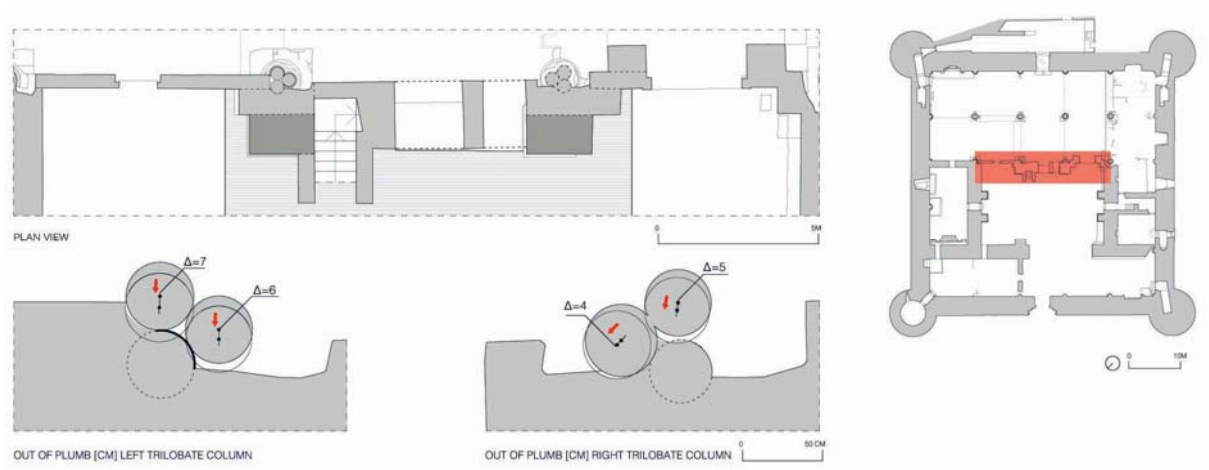 PLAN VIEW
0 5M
Δ=7
Δ=6
OUT OF PLUMB [CM] LEFT TRILOBATE COLUMN
Δ=5
Δ=4
OUT OF PLUMB [CM] RIGHT TRILOBATE COLUMN
0 50 CM
0 10M